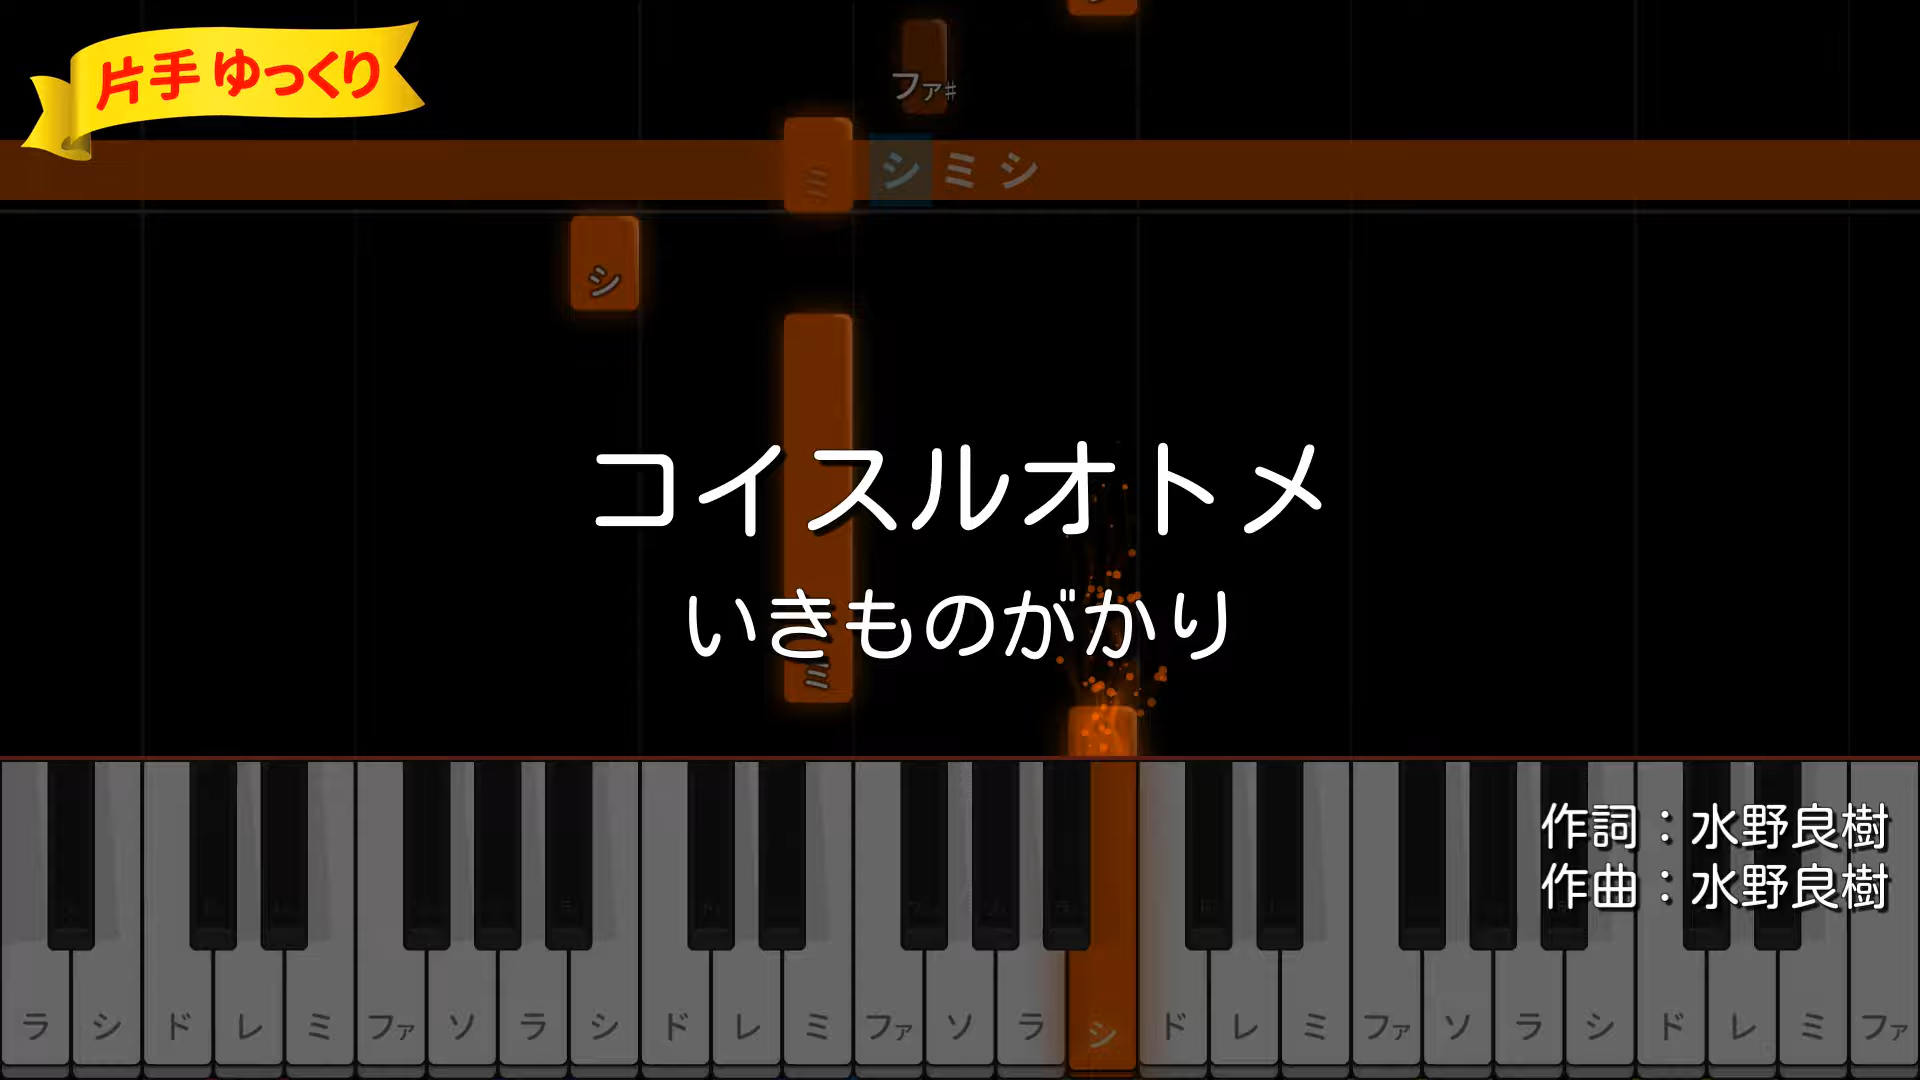 片手 ゆっくり
ファ♯
ミ
シ ミ シ
シ
コイスルオトメ
いきものがかり
ミ
作詞：水野良樹
作曲：水野良樹
ラ シ ド レ ミ ファ ソ ラ シ ド レ ミ ファ ソ ラ シ ド レ ミ ファ ソ ラ シ ド レ ミ ファ